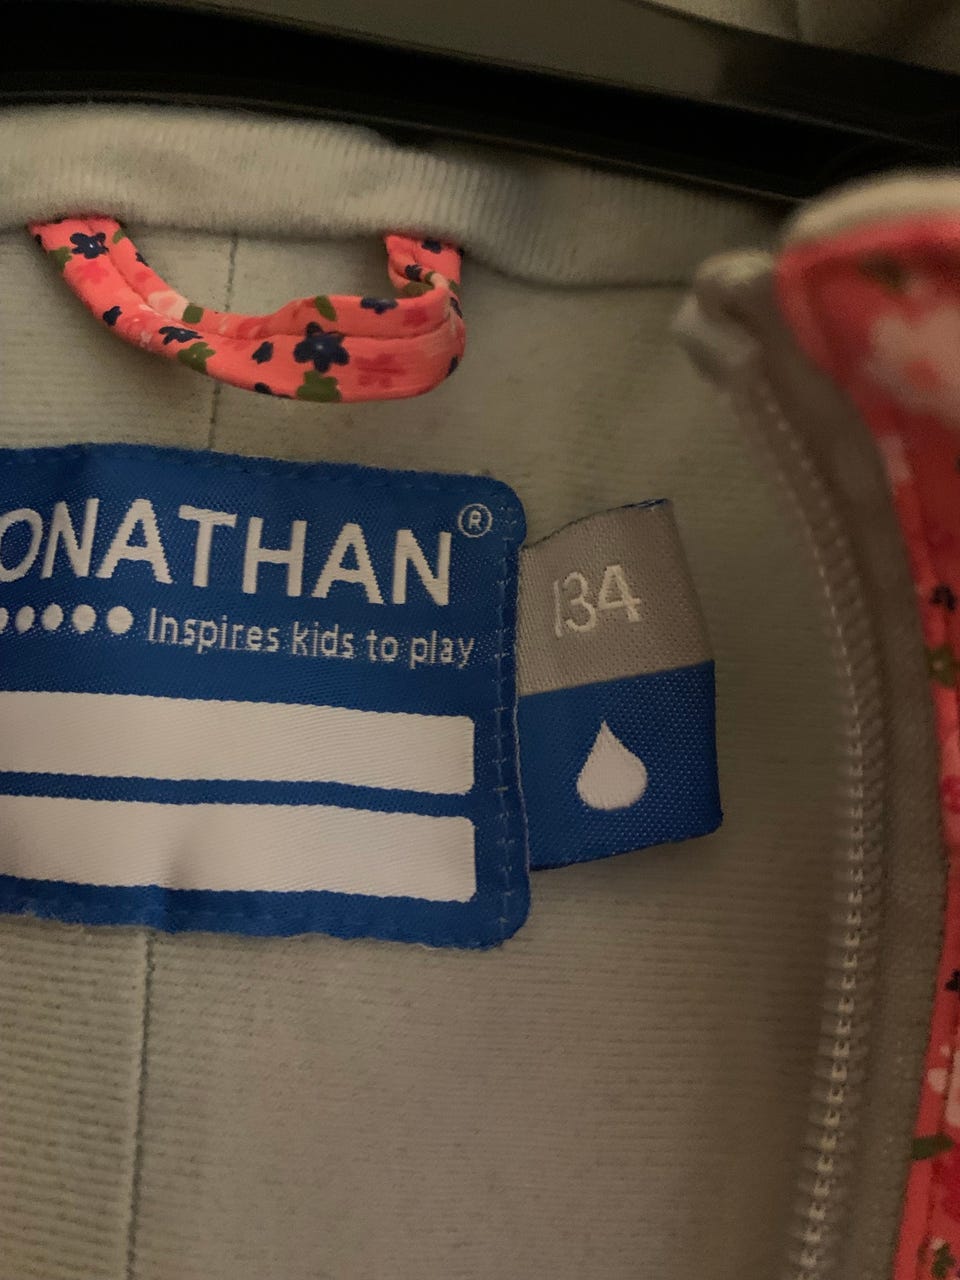 ONATHAN®
Inspires kids to play
134